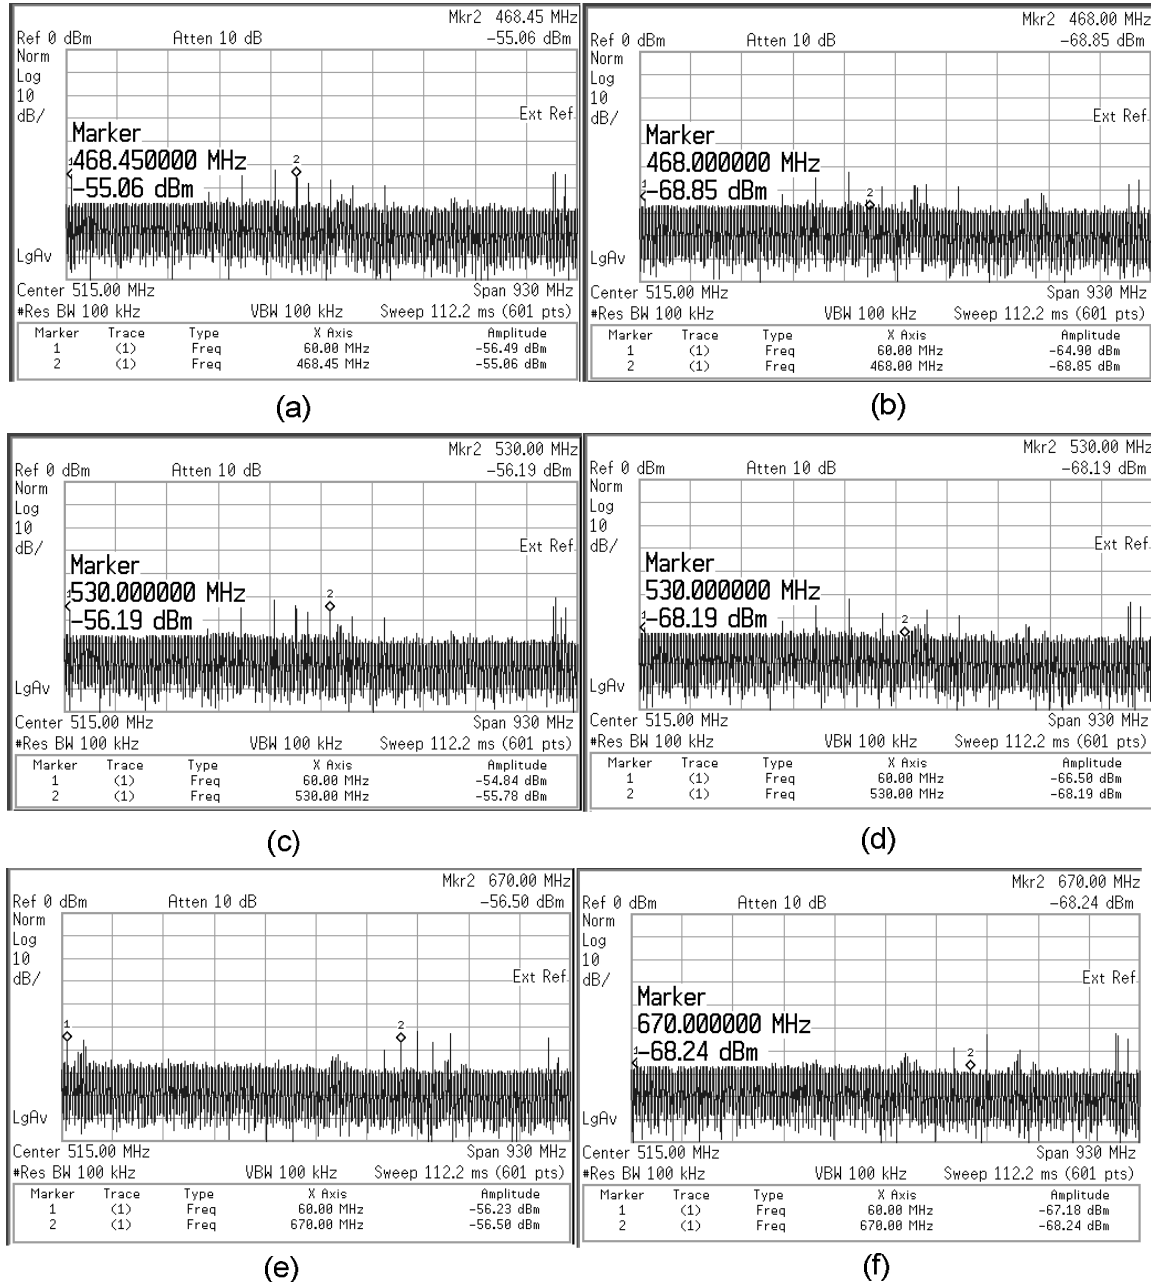 Mkr2 468.45 MHz
Ref 0 dBm Atten 10 dB -55.06 dBm
Norm
Log
10
dB/
Ext Ref
Marker
468.450000 MHz
-55.06 dBm
1
2
LgAv
Center 515.00 MHz Span 930 MHz
#Res BW 100 kHz VBW 100 kHz Sweep 112.2 ms (601 pts)
Marker Trace Type X Axis Amplitude
1 (1) Freq 60.00 MHz -56.49 dBm
2 (1) Freq 468.45 MHz -55.06 dBm
(a)
Mkr2 468.00 MHz
Ref 0 dBm Atten 10 dB -68.85 dBm
Norm
Log
10
dB/
Ext Ref
Marker
468.000000 MHz
-68.85 dBm
1
2
LgAv
Center 515.00 MHz Span 930 MHz
#Res BW 100 kHz VBW 100 kHz Sweep 112.2 ms (601 pts)
Marker Trace Type X Axis Amplitude
1 (1) Freq 60.00 MHz -64.90 dBm
2 (1) Freq 468.00 MHz -68.85 dBm
(b)
Mkr2 530.00 MHz
Ref 0 dBm Atten 10 dB -56.19 dBm
Norm
Log
10
dB/
Ext Ref
Marker
530.000000 MHz
-56.19 dBm
1
2
LgAv
Center 515.00 MHz Span 930 MHz
#Res BW 100 kHz VBW 100 kHz Sweep 112.2 ms (601 pts)
Marker Trace Type X Axis Amplitude
1 (1) Freq 60.00 MHz -54.84 dBm
2 (1) Freq 530.00 MHz -55.78 dBm
(c)
Mkr2 530.00 MHz
Ref 0 dBm Atten 10 dB -68.19 dBm
Norm
Log
10
dB/
Ext Ref
Marker
530.000000 MHz
-68.19 dBm
1
2
LgAv
Center 515.00 MHz Span 930 MHz
#Res BW 100 kHz VBW 100 kHz Sweep 112.2 ms (601 pts)
Marker Trace Type X Axis Amplitude
1 (1) Freq 60.00 MHz -66.50 dBm
2 (1) Freq 530.00 MHz -68.19 dBm
(d)
Mkr2 670.00 MHz
Ref 0 dBm Atten 10 dB -56.50 dBm
Norm
Log
10
dB/
Ext Ref
1
2
LgAv
Center 515.00 MHz Span 930 MHz
#Res BW 100 kHz VBW 100 kHz Sweep 112.2 ms (601 pts)
Marker Trace Type X Axis Amplitude
1 (1) Freq 60.00 MHz -56.23 dBm
2 (1) Freq 670.00 MHz -56.50 dBm
(e)
Mkr2 670.00 MHz
Ref 0 dBm Atten 10 dB -68.24 dBm
Norm
Log
10
dB/
Ext Ref
Marker
670.000000 MHz
-68.24 dBm
1
2
LgAv
Center 515.00 MHz Span 930 MHz
#Res BW 100 kHz VBW 100 kHz Sweep 112.2 ms (601 pts)
Marker Trace Type X Axis Amplitude
1 (1) Freq 60.00 MHz -67.18 dBm
2 (1) Freq 670.00 MHz -68.24 dBm
(f)